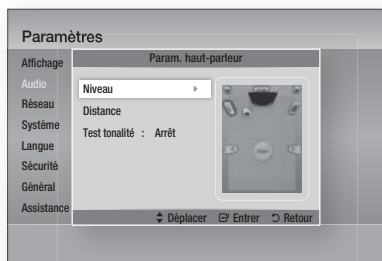 Paramètres
Affichage
Audio
Réseau
Système
Langue
Sécurité
Général
Assistance
Param. haut-parleur
Niveau
Distance
Test tonalité : Arrêt
Déplacer Entrer Retour